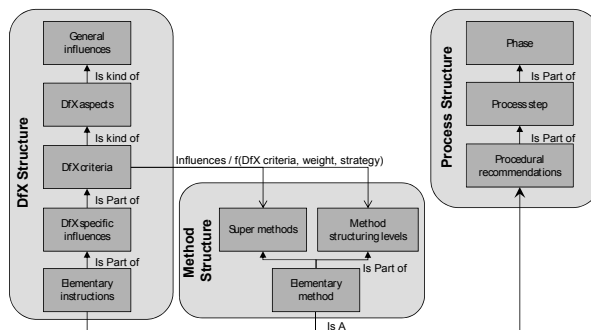 DfX Structure
General
influences
Is kind of
DfX aspects
Is kind of
DfX criteria
Is Part of
DfX specific
influences
Is Part of
Elementary
instructions
Influences / f(DfX criteria, weight, strategy)
Method
Structure
Super methods
Method
structuring levels
Is Part of
Elementary
method
Is A
Process Structure
Phase
Is Part of
Process step
Is Part of
Procedural
recommendations